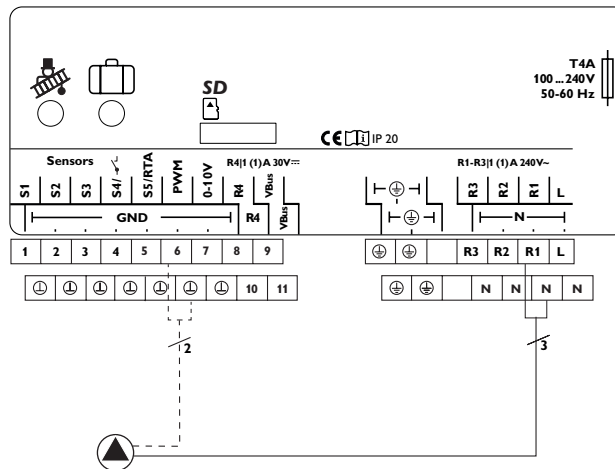 T4A
100 ... 240V
50-60 Hz
SD
CE i IP 20
Sensors
R4|1 (1) A 30V
R1-R3|1 (1) A 240V~
S1 S2 S3 S4/ S5/RTA PWM 0-10V R4 VBus
R3 R2 R1 L
GND R4 VBus
N
1 2 3 4 5 6 7 8 9
R3 R2 R1 L
10 11
N N N N
2
3